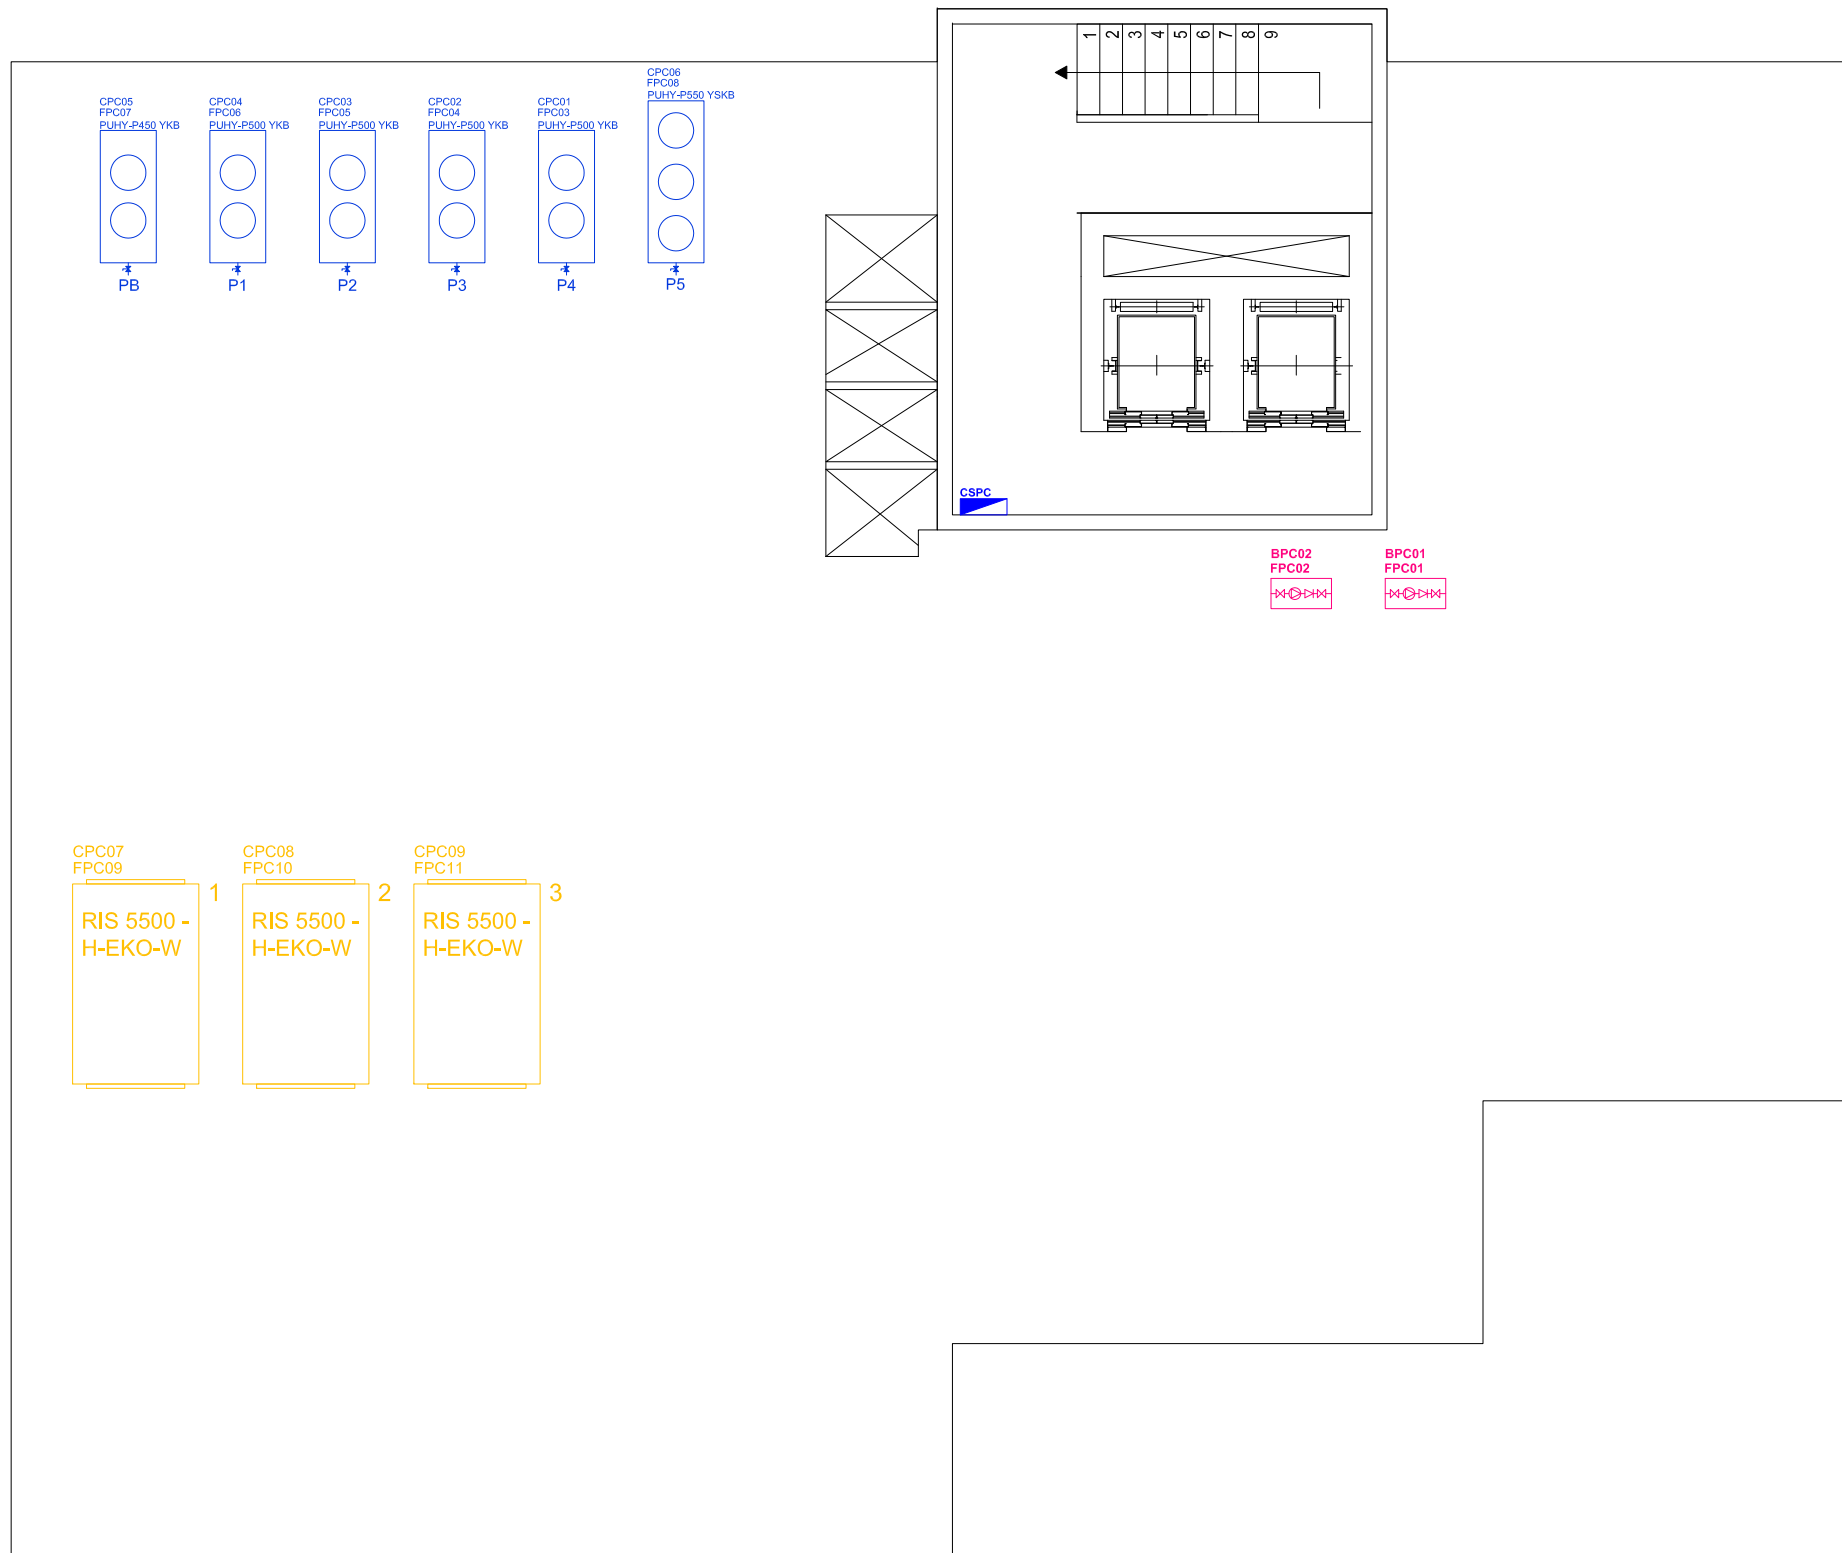 1
2
3
4
5
6
7
8
9
CPC05
FPC07
PUHY-P450 YKB
PB
CPC04
FPC06
PUHY-P500 YKB
P1
CPC03
FPC05
PUHY-P500 YKB
P2
CPC02
FPC04
PUHY-P500 YKB
P3
CPC01
FPC03
PUHY-P500 YKB
P4
CPC06
FPC08
PUHY-P550 YSKB
P5
CSPC
BPC02
FPC02
BPC01
FPC01
CPC07
FPC09
1
RIS 5500 -
H-EKO-W
CPC08
FPC10
2
RIS 5500 -
H-EKO-W
CPC09
FPC11
3
RIS 5500 -
H-EKO-W